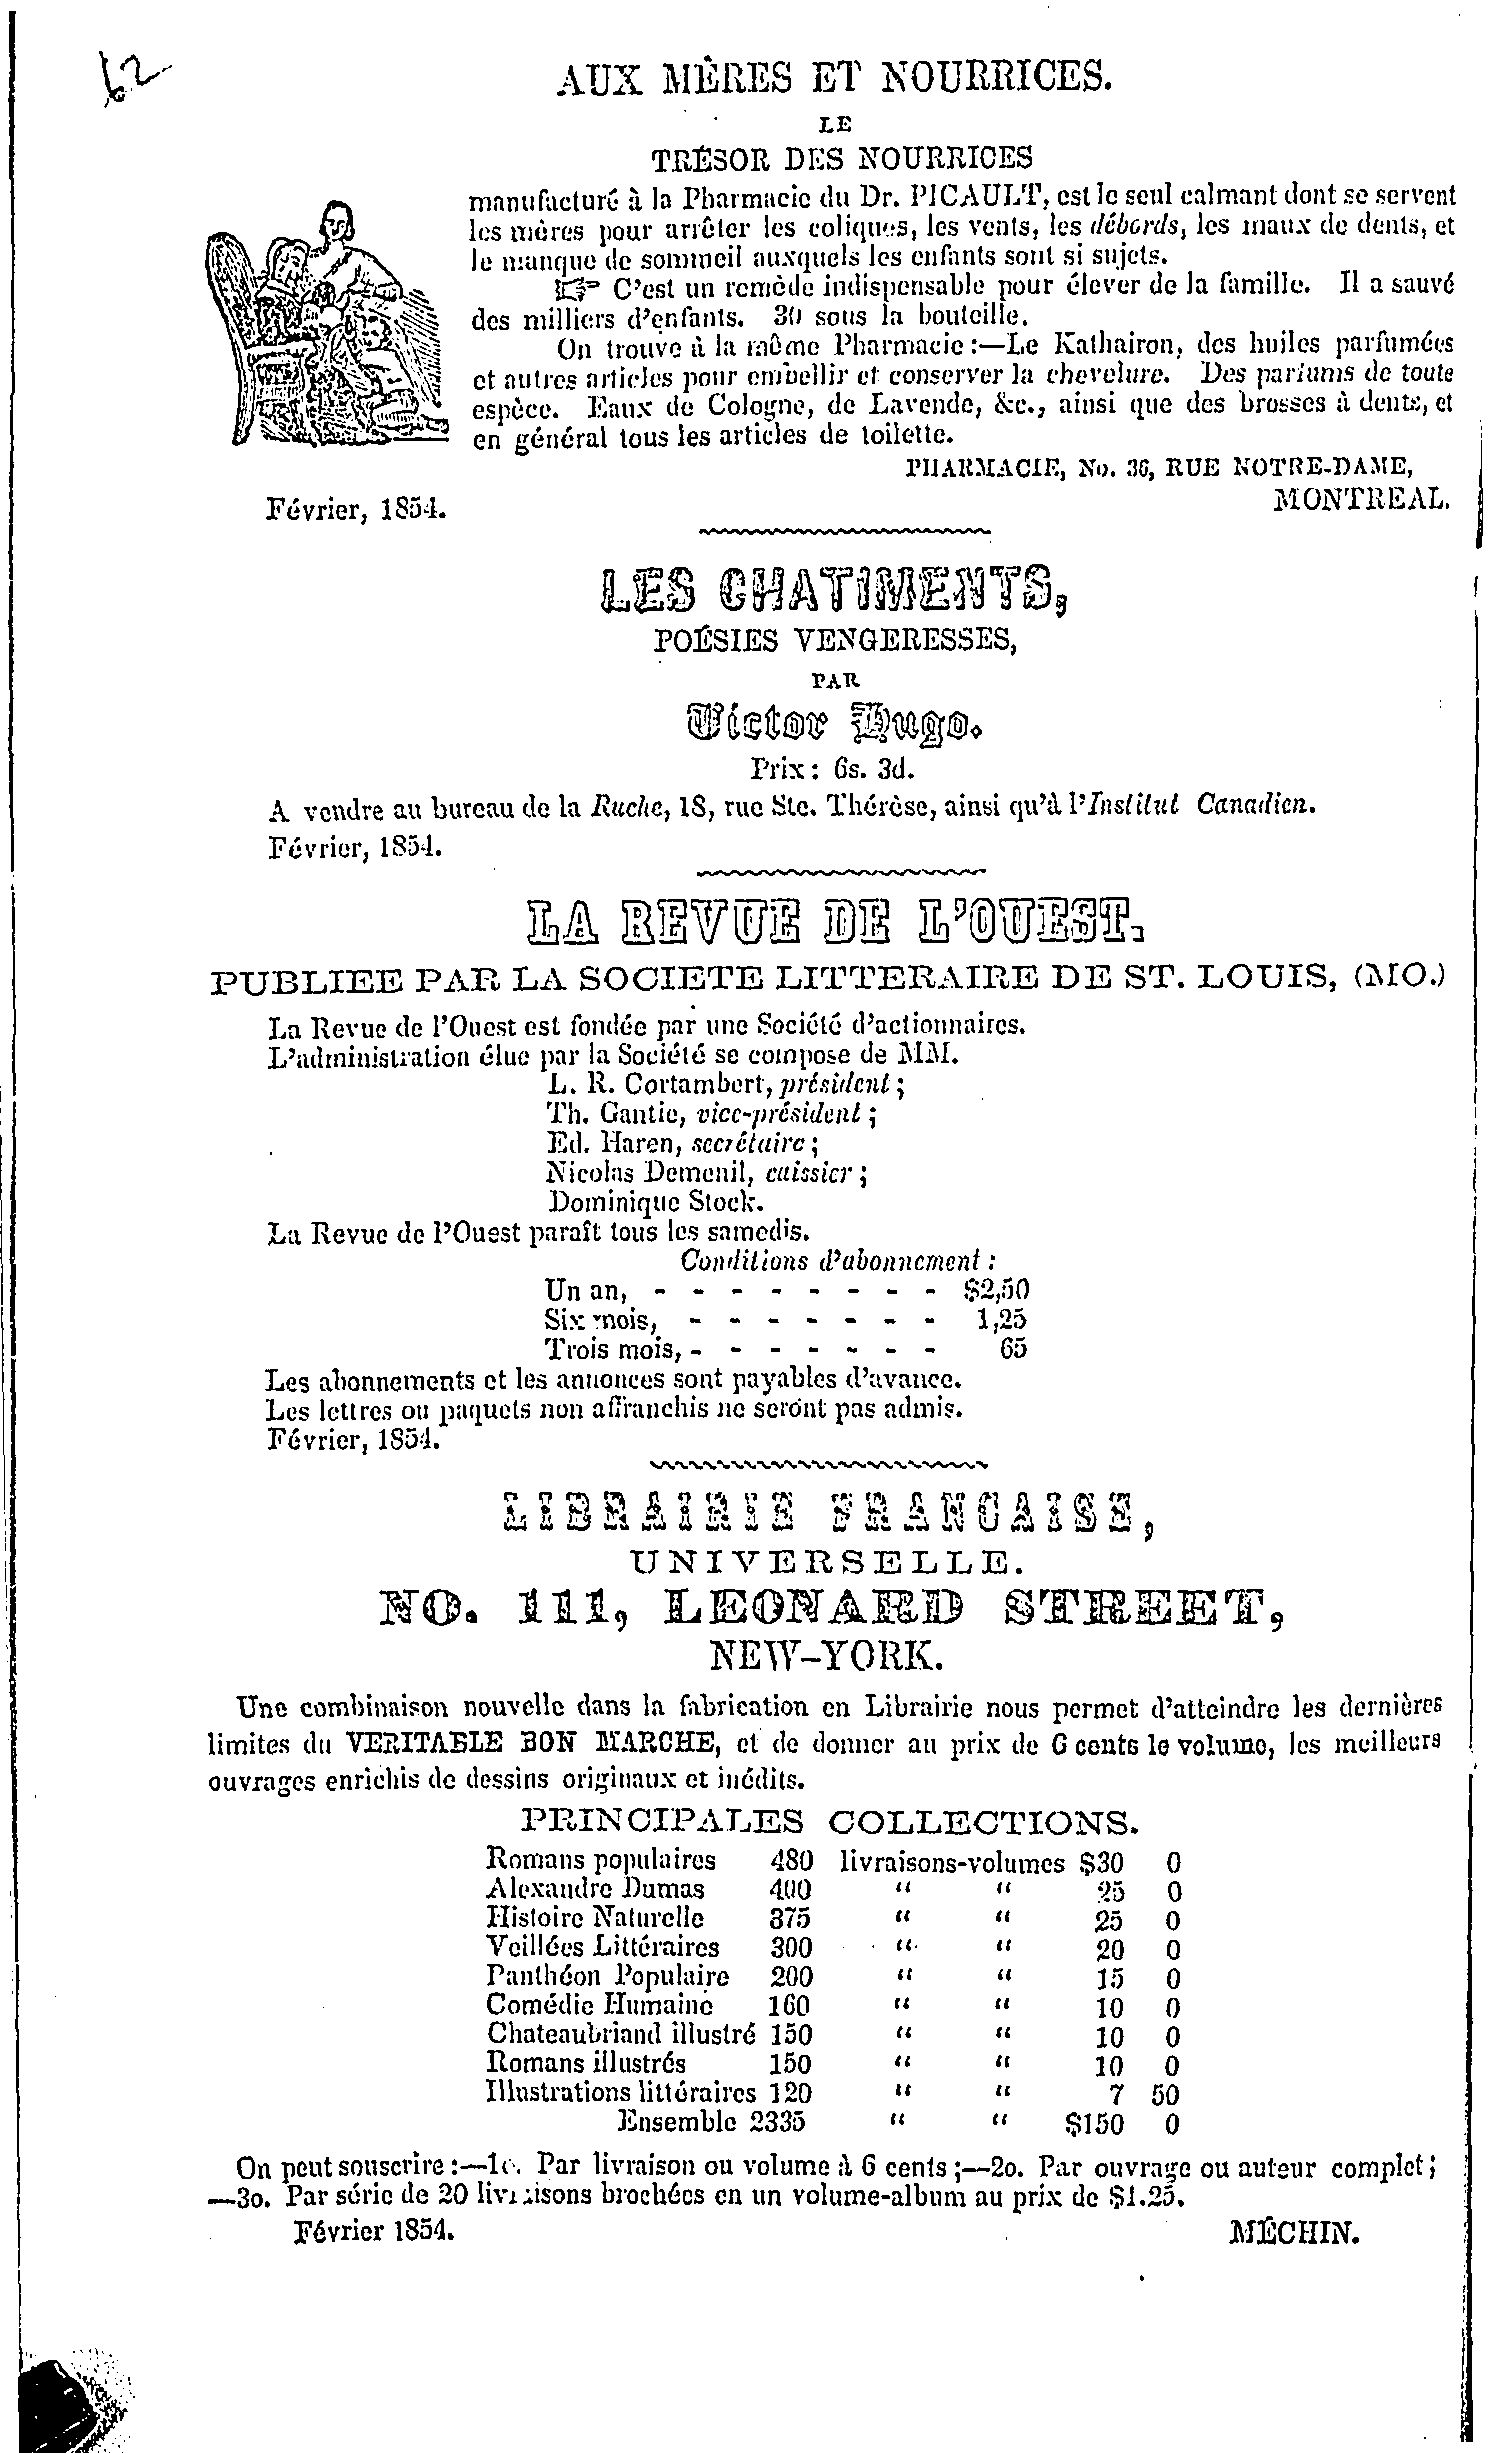 62
AUX MÈRES ET NOURRICES.
LE
TRÉSOR DES NOURRICES
manufacturé à la Pharmacie du Dr. PICAULT, est le seul calmant dont se servent
les mères pour arrêter les coliques, les vents, les débords, les maux de dents, et
le manque de sommeil auxquels les enfants sont si sujets.
☞ C'est un remède indispensable pour élever de la famille. Il a sauvé
des milliers d'enfants. 30 sous la bouteille.
On trouve à la même Pharmacie :—Le Kathairon, des huiles parfumées
et autres articles pour embellir et conserver la chevelure. Des parfums de toute
espèce. Eaux de Cologne, de Lavende, &c., ainsi que des brosses à dents, et
en général tous les articles de toilette.
PHARMACIE, No. 36, RUE NOTRE-DAME,
MONTREAL.
Février, 1854.
LES CHATIMENTS,
POÉSIES VENGERESSES,
PAR
Victor Hugo.
Prix : 6s. 3d.
A vendre au bureau de la Ruche, 18, rue Ste. Thérèse, ainsi qu'à l'Institut Canadien.
Février, 1854.
LA REVUE DE L'OUEST.
PUBLIEE PAR LA SOCIETE LITTERAIRE DE ST. LOUIS, (MO.)
La Revue de l'Ouest est fondée par une Société d'actionnaires.
L'administration élue par la Société se compose de MM.
L. R. Cortambert, président ;
Th. Gantie, vice-président ;
Ed. Haren, secrétaire ;
Nicolas Demenil, caissier ;
Dominique Stock.
La Revue de l'Ouest paraît tous les samedis.
Conditions d'abonnement :
Un an, - - - - - - - - $2,50
Six mois, - - - - - - - 1,25
Trois mois, - - - - - - - 65
Les abonnements et les annonces sont payables d'avance.
Les lettres ou paquets non affranchis ne seront pas admis.
Février, 1854.
LIBRAIRIE FRANCAISE,
UNIVERSELLE.
NO. 111, LEONARD STREET,
NEW-YORK.
Une combinaison nouvelle dans la fabrication en Librairie nous permet d'atteindre les dernières
limites du VERITABLE BON MARCHE, et de donner au prix de 6 cents le volume, les meilleurs
ouvrages enrichis de dessins originaux et inédits.
PRINCIPALES COLLECTIONS.
Romans populaires 480 livraisons-volumes $30 0
Alexandre Dumas 400 “ “ 25 0
Histoire Naturelle 375 “ “ 25 0
Veillées Littéraires 300 “ “ 20 0
Panthéon Populaire 200 “ “ 15 0
Comédie Humaine 160 “ “ 10 0
Chateaubriand illustré 150 “ “ 10 0
Romans illustrés 150 “ “ 10 0
Illustrations littéraires 120 “ “ 7 50
Ensemble 2335 “ “ $150 0
On peut souscrire :—1o. Par livraison ou volume à 6 cents ;—2o. Par ouvrage ou auteur complet ;
—3o. Par série de 20 livraisons brochées en un volume-album au prix de $1.25.
Février 1854.
MÉCHIN.